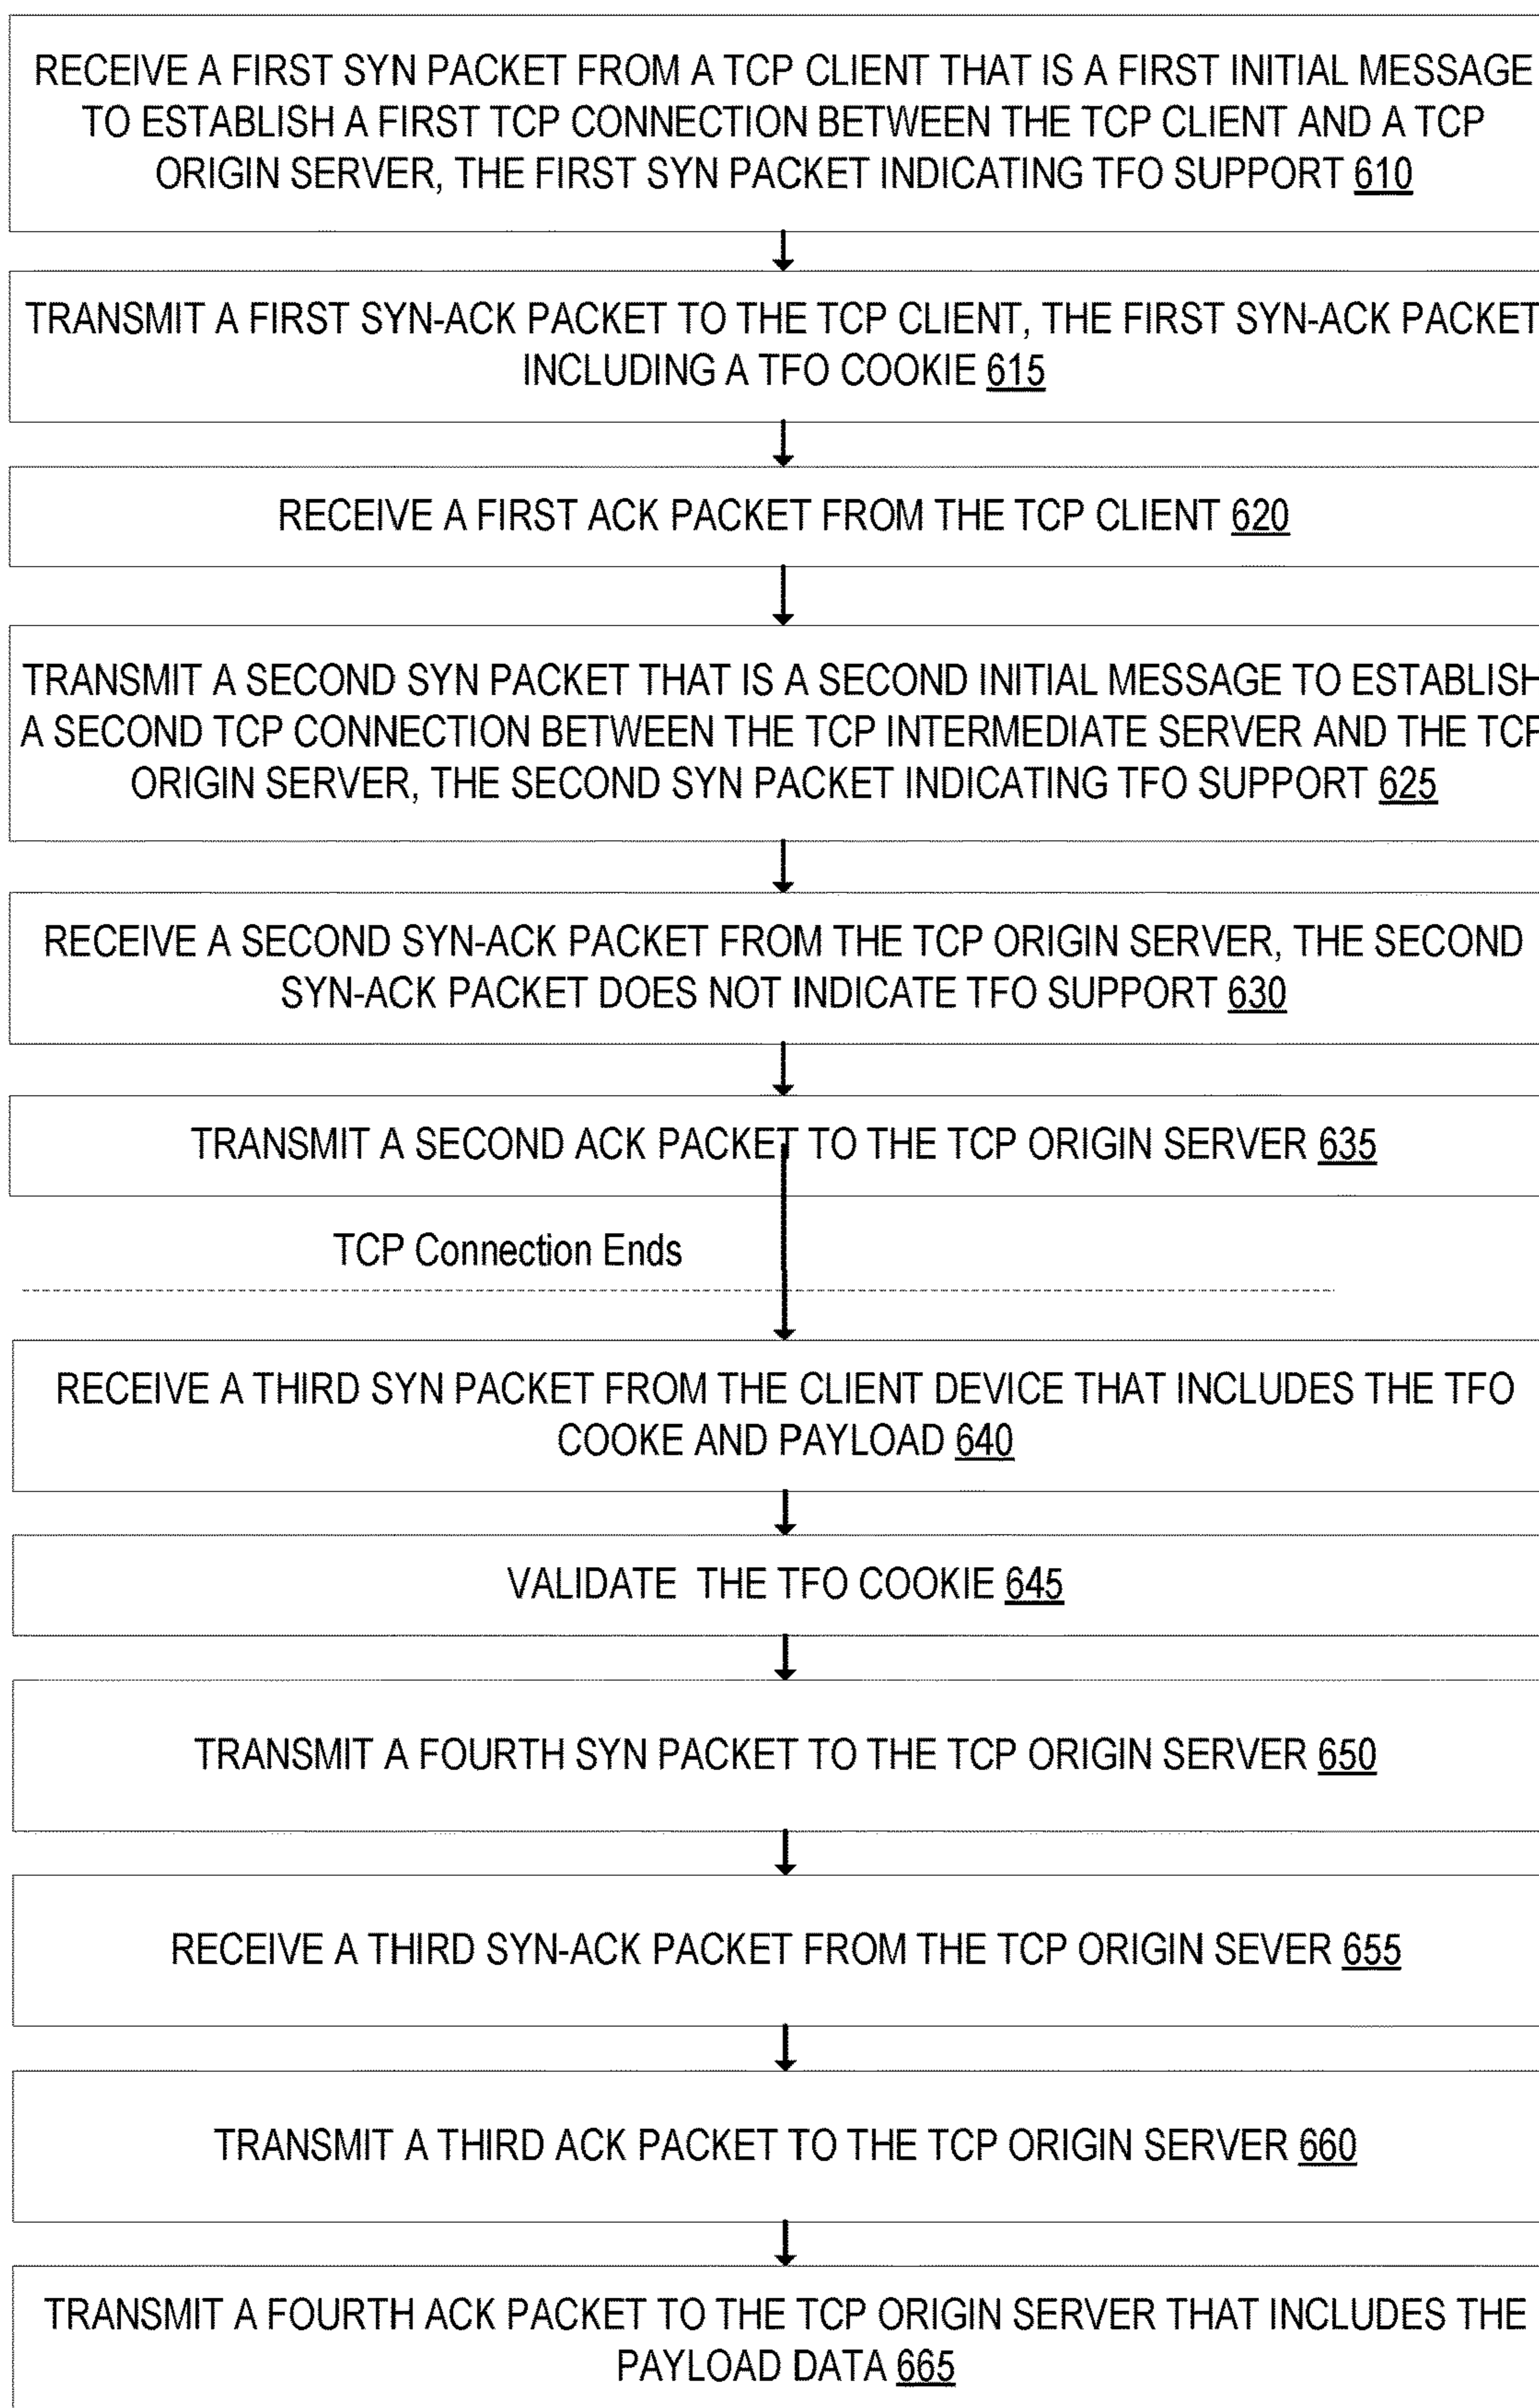 RECEIVE A FIRST SYN PACKET FROM A TCP CLIENT THAT IS A FIRST INITIAL MESSAGE
TO ESTABLISH A FIRST TCP CONNECTION BETWEEN THE TCP CLIENT AND A TCP
ORIGIN SERVER, THE FIRST SYN PACKET INDICATING TFO SUPPORT 610
TRANSMIT A FIRST SYN-ACK PACKET TO THE TCP CLIENT, THE FIRST SYN-ACK PACKET
INCLUDING A TFO COOKIE 615
RECEIVE A FIRST ACK PACKET FROM THE TCP CLIENT 620
TRANSMIT A SECOND SYN PACKET THAT IS A SECOND INITIAL MESSAGE TO ESTABLISH
A SECOND TCP CONNECTION BETWEEN THE TCP INTERMEDIATE SERVER AND THE TCP
ORIGIN SERVER, THE SECOND SYN PACKET INDICATING TFO SUPPORT 625
RECEIVE A SECOND SYN-ACK PACKET FROM THE TCP ORIGIN SERVER, THE SECOND
SYN-ACK PACKET DOES NOT INDICATE TFO SUPPORT 630
TRANSMIT A SECOND ACK PACKET TO THE TCP ORIGIN SERVER 635
TCP Connection Ends
RECEIVE A THIRD SYN PACKET FROM THE CLIENT DEVICE THAT INCLUDES THE TFO
COOKE AND PAYLOAD 640
VALIDATE THE TFO COOKIE 645
TRANSMIT A FOURTH SYN PACKET TO THE TCP ORIGIN SERVER 650
RECEIVE A THIRD SYN-ACK PACKET FROM THE TCP ORIGIN SEVER 655
TRANSMIT A THIRD ACK PACKET TO THE TCP ORIGIN SERVER 660
TRANSMIT A FOURTH ACK PACKET TO THE TCP ORIGIN SERVER THAT INCLUDES THE
PAYLOAD DATA 665